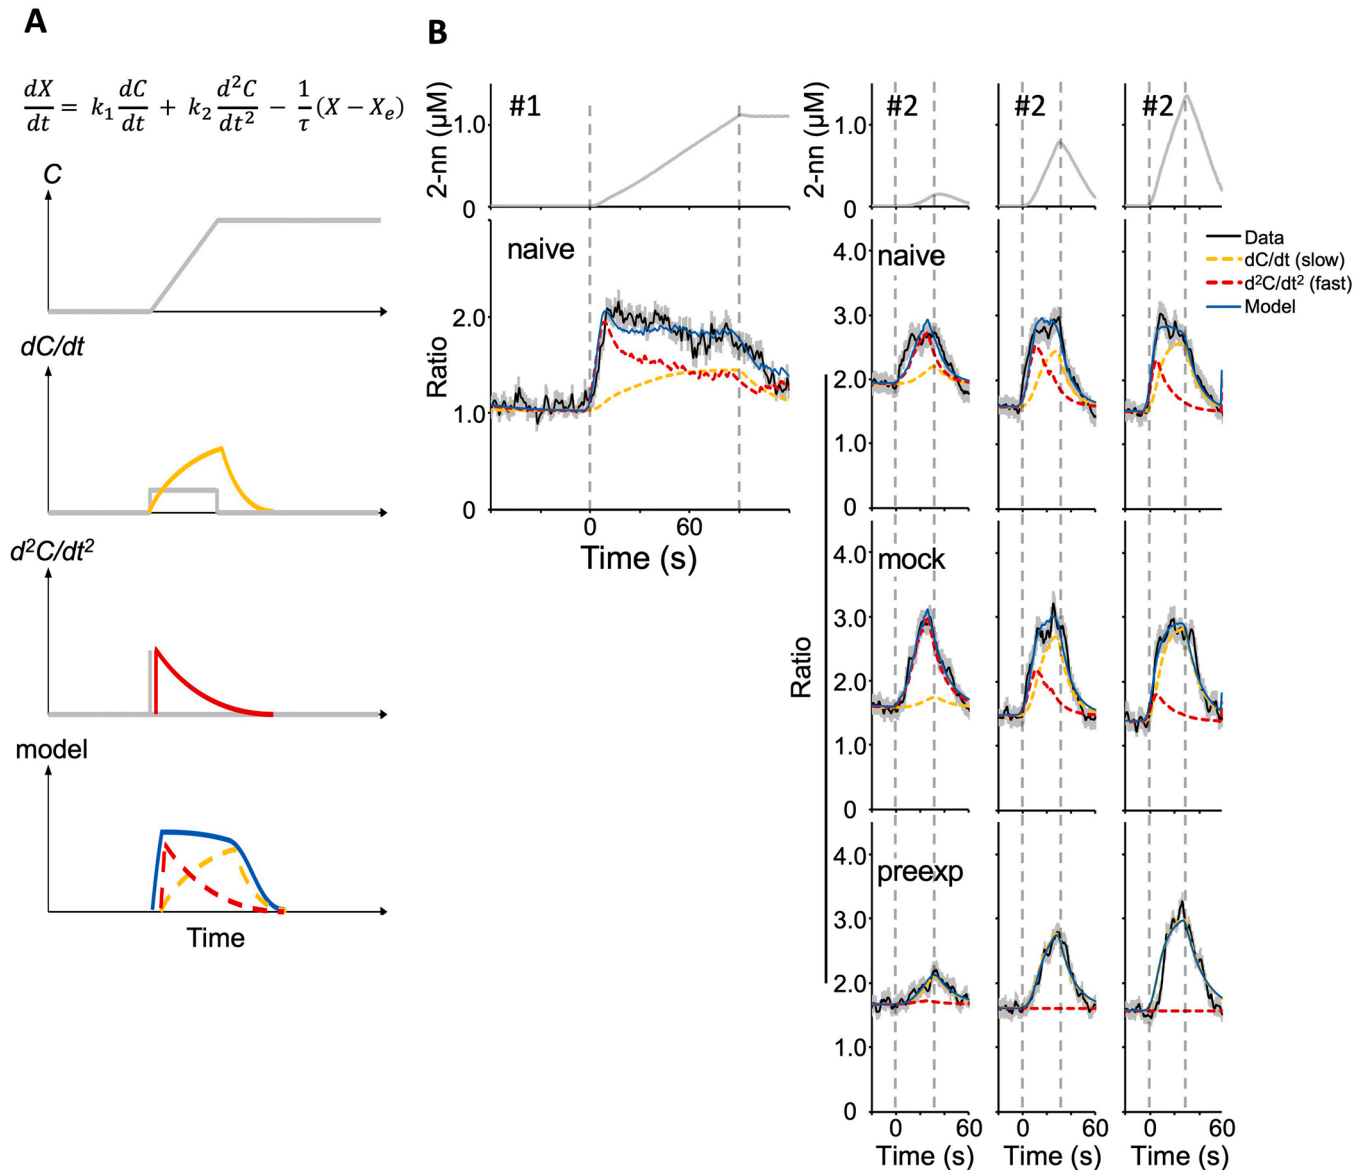 A
dX/dt = k₁ dC/dt + k₂ d²C/dt² − 1/τ (X − Xₑ)
C
dC/dt
d²C/dt²
model
Time
B
2-nn (µM)
1.0
0
#1
naive
Ratio
2.0
1.0
0
0 60
Time (s)
2-nn (µM)
1.0
0
#2 #2 #2
Data
dC/dt (slow)
d²C/dt² (fast)
Model
Ratio
naive
4.0
3.0
2.0
1.0
0
mock
4.0
3.0
2.0
1.0
0
preexp
4.0
3.0
2.0
1.0
0
0 60 0 60 0 60
Time (s) Time (s) Time (s)